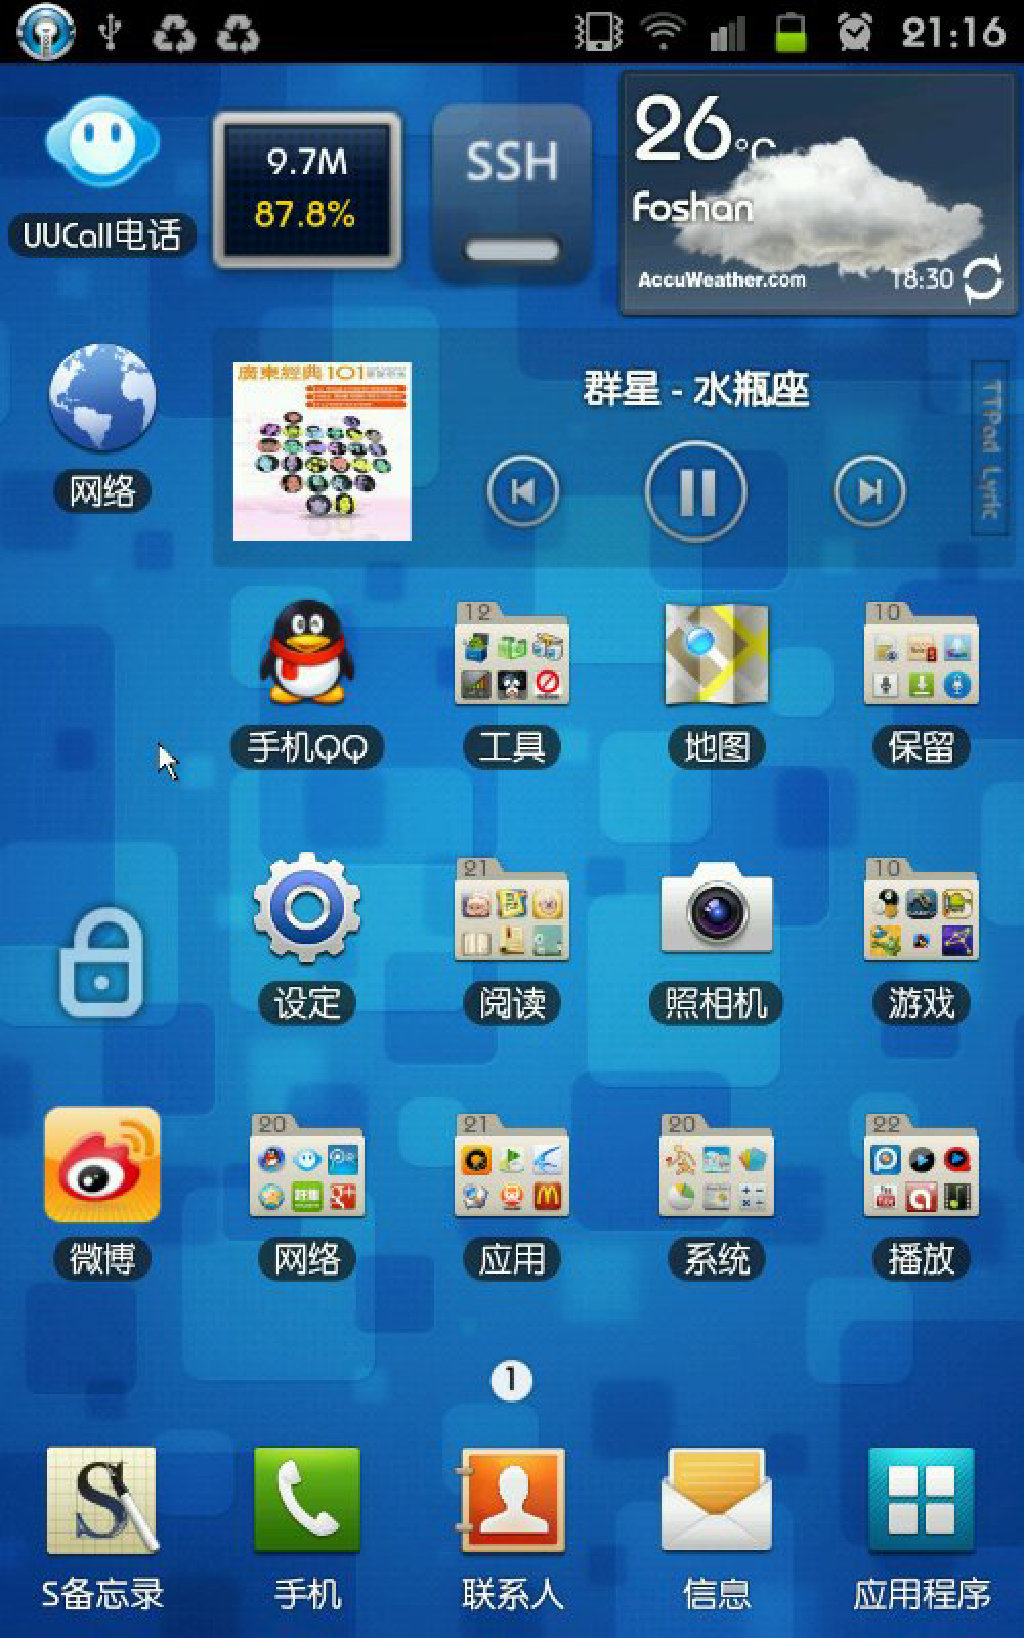 21:16
26°C
9.7M
SSH
87.8%
Foshan
UUCall电话
AccuWeather.com
18:30
廣東經典101
群星 - 水瓶座
TTPod Lyric
网络
12
10
手机QQ
工具
地图
保留
21
10
设定
阅读
照相机
游戏
20
21
20
22
微博
网络
应用
系统
播放
1
S备忘录
手机
联系人
信息
应用程序